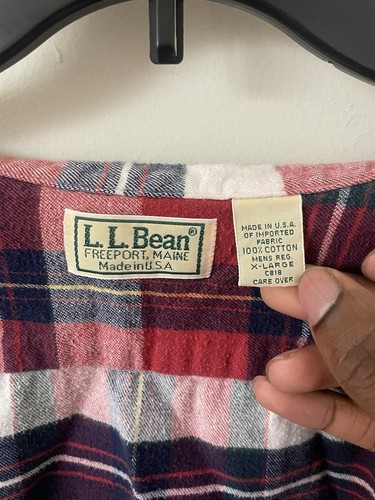 L.L.Bean®
FREEPORT, MAINE
Made in U.S.A.
MADE IN U.S.A.
OF IMPORTED
FABRIC
100% COTTON
MENS REG.
X-LARGE
C818
CARE OVER